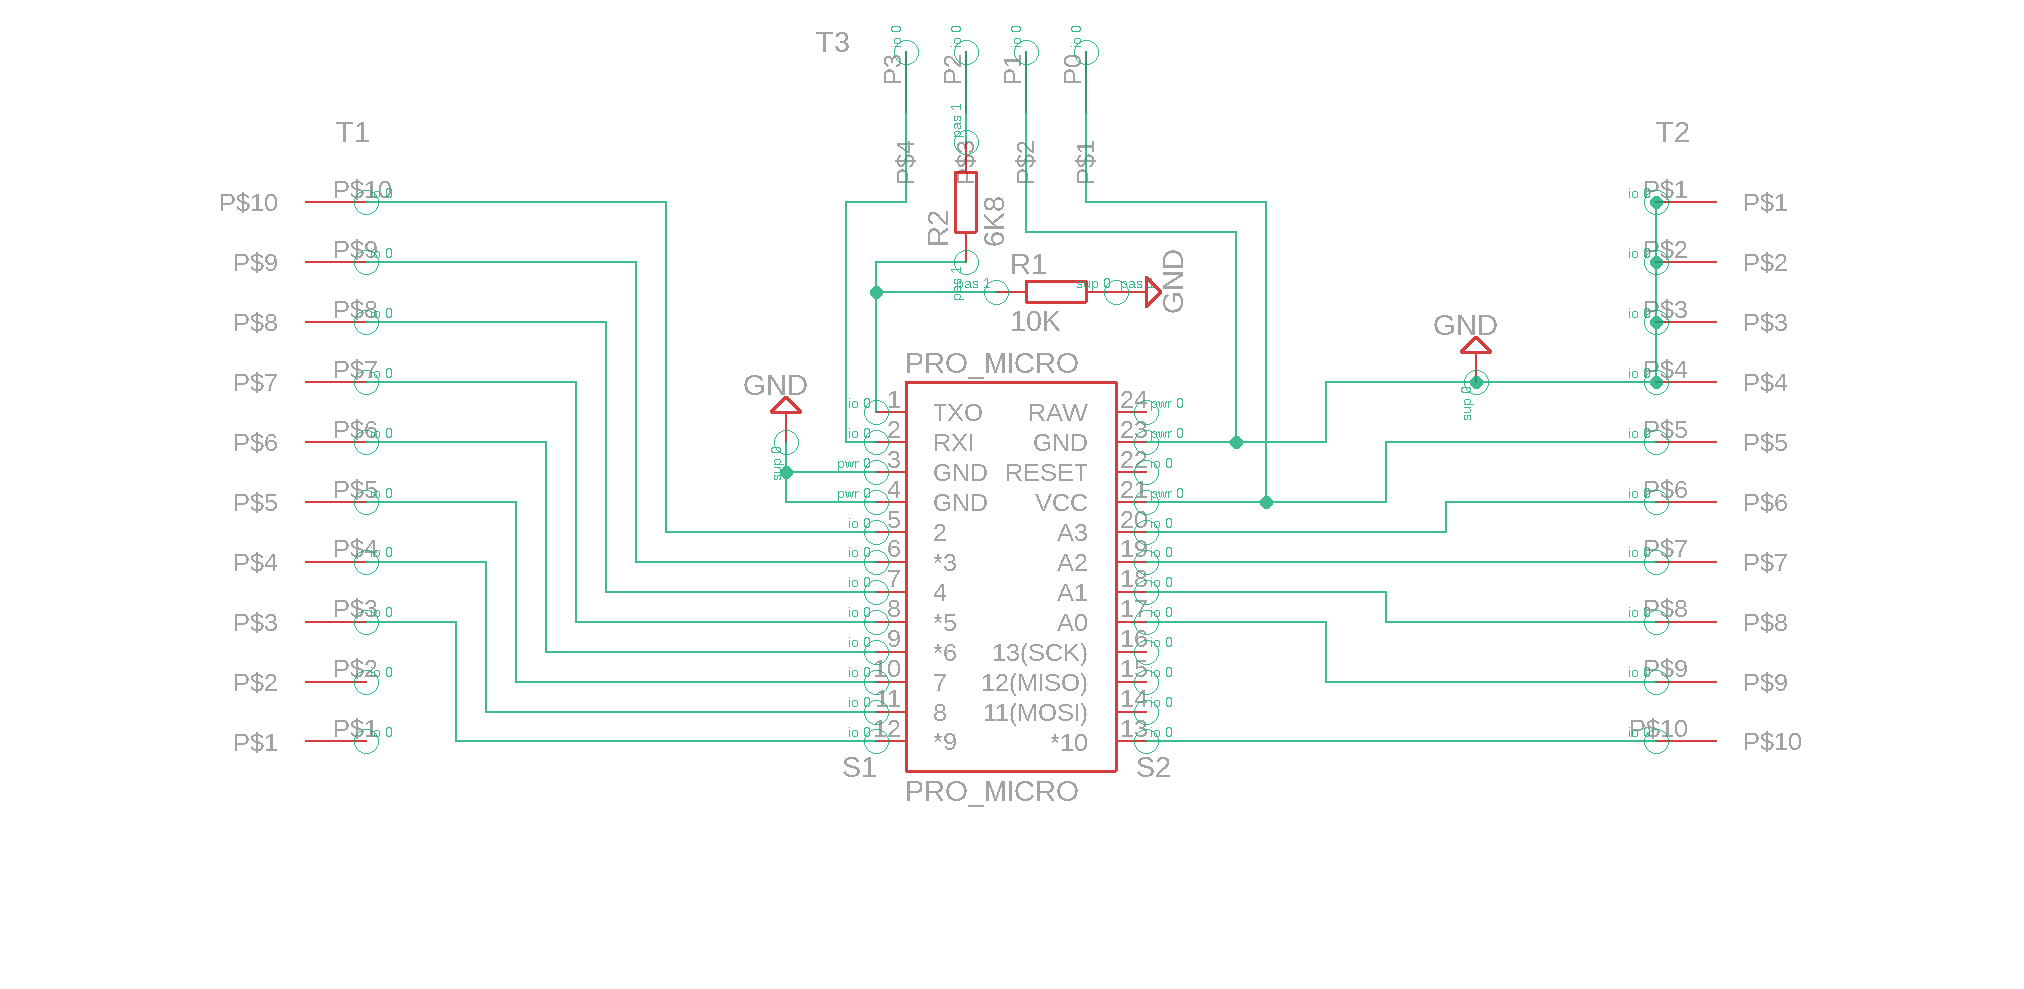 T3
io 0 io 0 io 0 io 0
P3 P2 P1 P0
pas 1
P$4 P$3 P$2 P$1
R2 6K8
pas 1
R1
pas 1 sup 0 pas 1
10K
GND
T1
P$10 P$10 io 0
P$9 P$9 io 0
P$8 P$8 io 0
P$7 P$7 io 0
P$6 P$6 io 0
P$5 P$5 io 0
P$4 P$4 io 0
P$3 P$3 io 0
P$2 P$2 io 0
P$1 P$1 io 0
GND
sup 0
PRO_MICRO
io 0 1 TXO RAW 24 pwr 0
io 0 2 RXI GND 23 pwr 0
pwr 0 3 GND RESET 22 io 0
pwr 0 4 GND VCC 21 pwr 0
io 0 5 2 A3 20 io 0
io 0 6 *3 A2 19 io 0
io 0 7 4 A1 18 io 0
io 0 8 *5 A0 17 io 0
io 0 9 *6 13(SCK) 16 io 0
io 0 10 7 12(MISO) 15 io 0
io 0 11 8 11(MOSI) 14 io 0
io 0 12 *9 *10 13 io 0
S1 S2
PRO_MICRO
GND
sup 0
T2
io 0 P$1 P$1
io 0 P$2 P$2
io 0 P$3 P$3
io 0 P$4 P$4
io 0 P$5 P$5
io 0 P$6 P$6
io 0 P$7 P$7
io 0 P$8 P$8
io 0 P$9 P$9
io 0 P$10 P$10